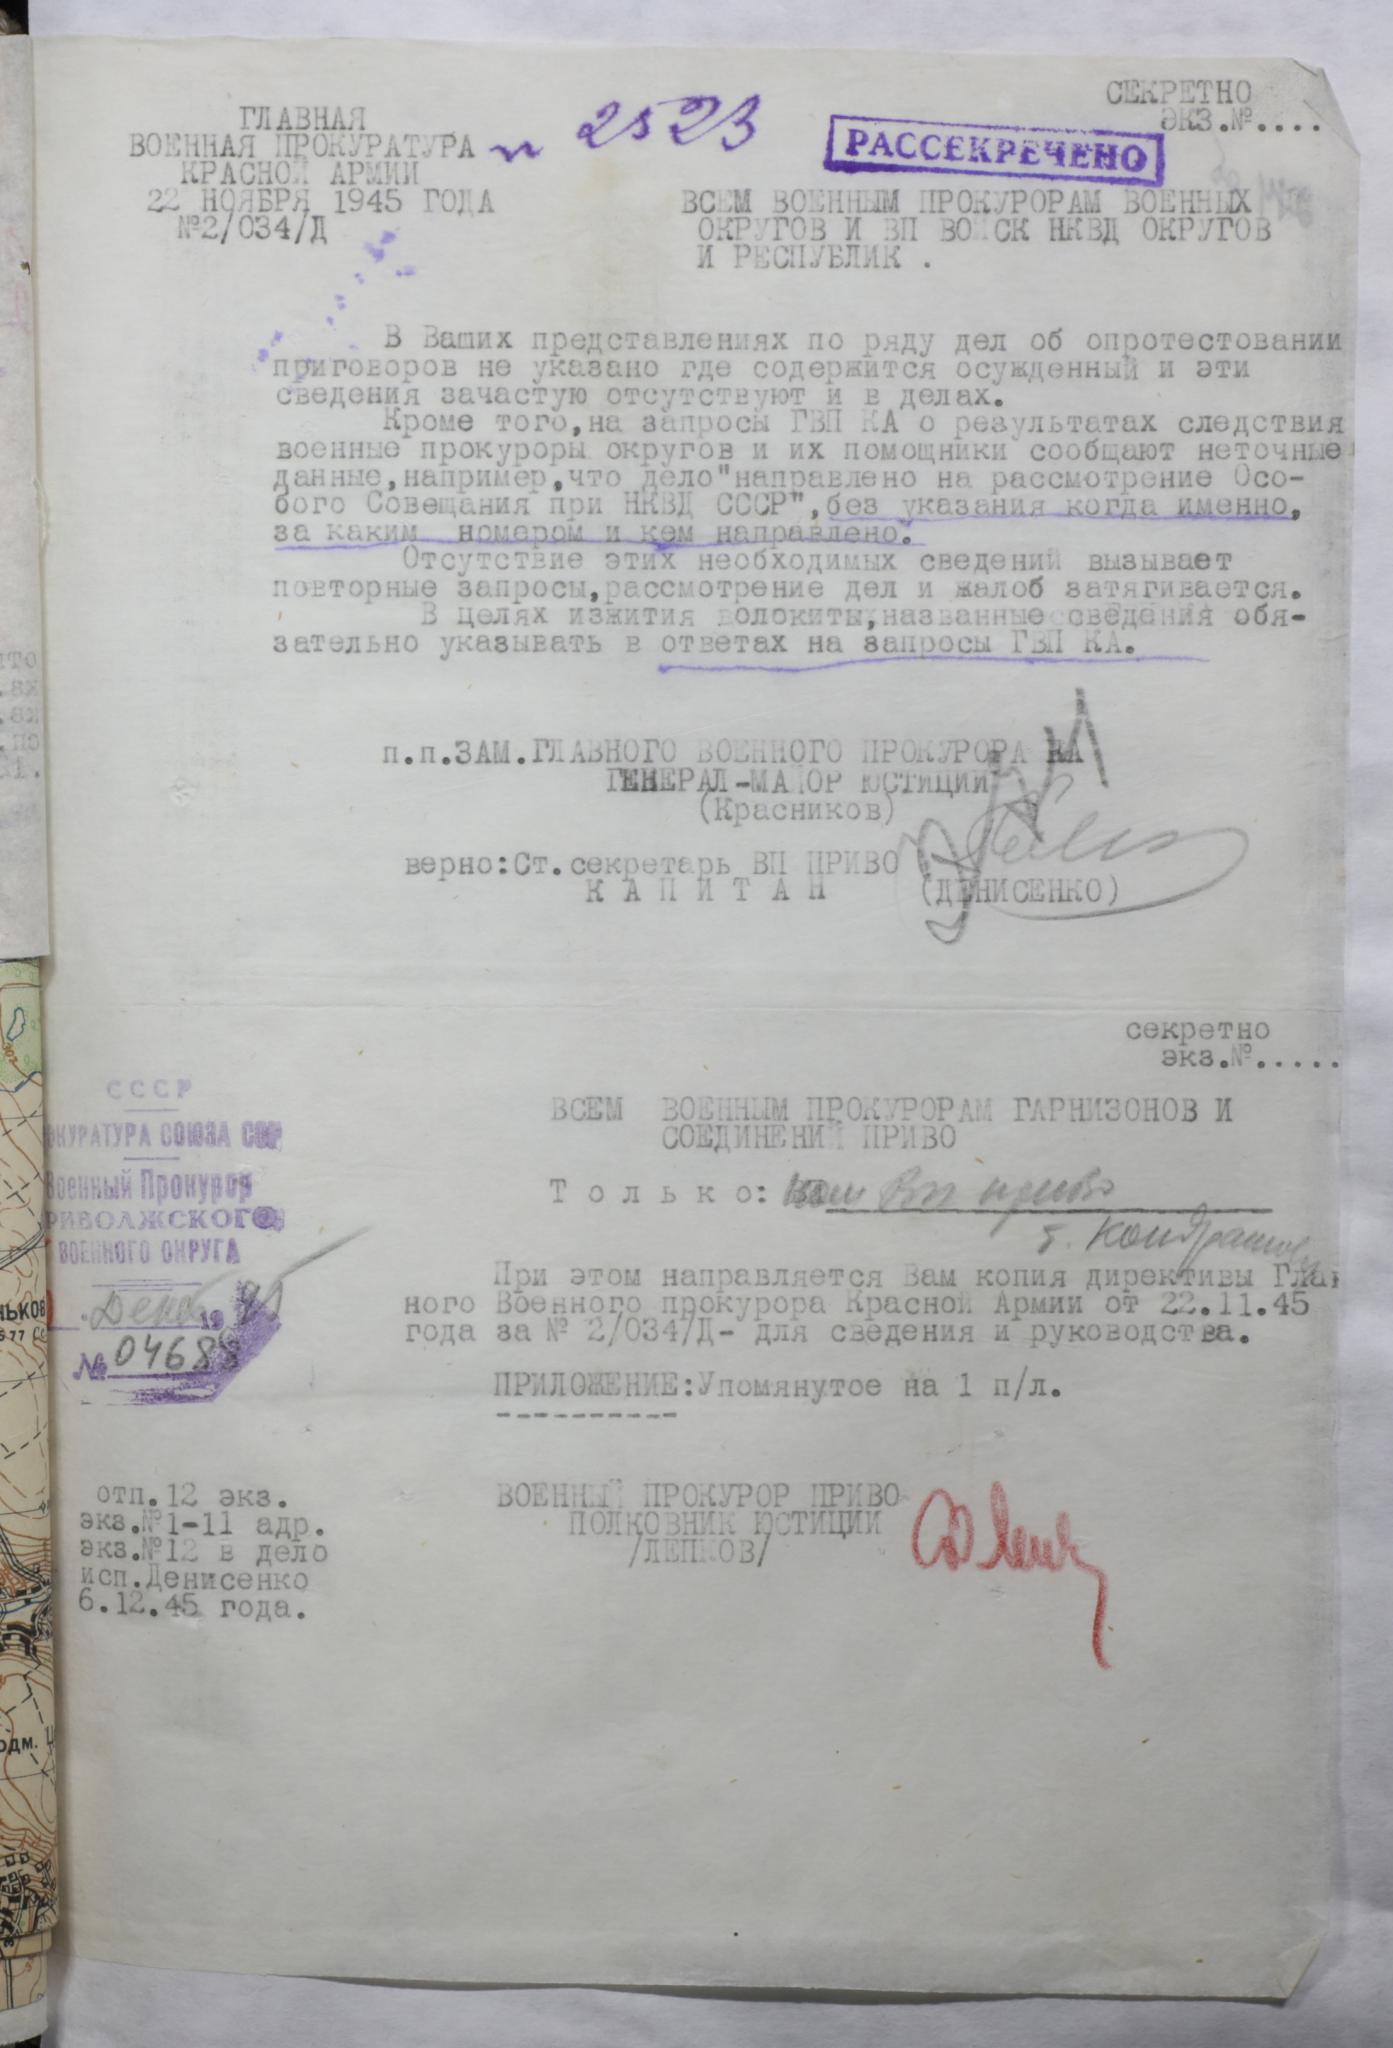 СЕКРЕТНО
ЭКЗ.№....
ГЛАВНАЯ
ВОЕННАЯ ПРОКУРАТУРА
КРАСНОЙ АРМИИ
22 НОЯБРЯ 1945 ГОДА
№2/034/Д
2523
РАССЕКРЕЧЕНО
ВСЕМ ВОЕННЫМ ПРОКУРОРАМ ВОЕННЫХ
ОКРУГОВ И ВП ВОЙСК НКВД ОКРУГОВ
И РЕСПУБЛИК .
В Ваших представлениях по ряду дел об опротестовании
приговоров не указано где содержится осужденный и эти
сведения зачастую отсутствуют и в делах.
Кроме того,на запросы ГВП КА о результатах следствия
военные прокуроры округов и их помощники сообщают неточные
данные,например,что дело"направлено на рассмотрение Осо-
бого Совещания при НКВД СССР",без указания когда именно,
за каким номером и кем направлено.
Отсутствие этих необходимых сведений вызывает
повторные запросы,рассмотрение дел и жалоб затягивается.
В целях изжития волокиты,названные сведения обя-
зательно указывать в ответах на запросы ГВП КА.
п.п.ЗАМ.ГЛАВНОГО ВОЕННОГО ПРОКУРОРА КА
ГЕНЕРАЛ-МАЙОР ЮСТИЦИИ
(Красников)
верно:Ст.секретарь ВП ПРИВО
К А П И Т А Н (ДЕНИСЕНКО)
секретно
экз.№.....
СССР
ОКУРАТУРА СОЮЗА ССР
Военный Прокурор
РИВОЛЖСКОГО
ВОЕННОГО ОКРУГА
19
№ 04688
ВСЕМ ВОЕННЫМ ПРОКУРОРАМ ГАРНИЗОНОВ И
СОЕДИНЕНИЙ ПРИВО
Т о л ь к о: ВП приво
т. Кондрашову
При этом направляется Вам копия директивы Глав
ного Военного прокурора Красной Армии от 22.11.45
года за № 2/034/Д- для сведения и руководства.
ПРИЛОЖЕНИЕ:Упомянутое на 1 п/л.
----------
ВОЕННЫЙ ПРОКУРОР ПРИВО
ПОЛКОВНИК ЮСТИЦИИ
/ЛЕПКОВ/
отп.12 экз.
экз.№1-11 адр.
экз.№12 в дело
исп.Денисенко
6.12.45 года.